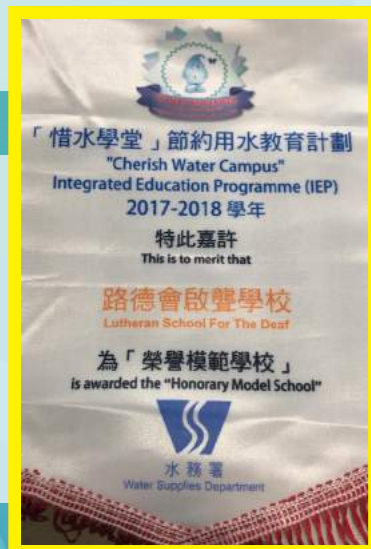 「惜水學堂」節約用水教育計劃
"Cherish Water Campus"
Integrated Education Programme (IEP)
2017-2018 學年
特此嘉許
This is to merit that
路德會啟聾學校
Lutheran School For The Deaf
為「榮譽模範學校」
is awarded the "Honorary Model School"
水務署
Water Supplies Department